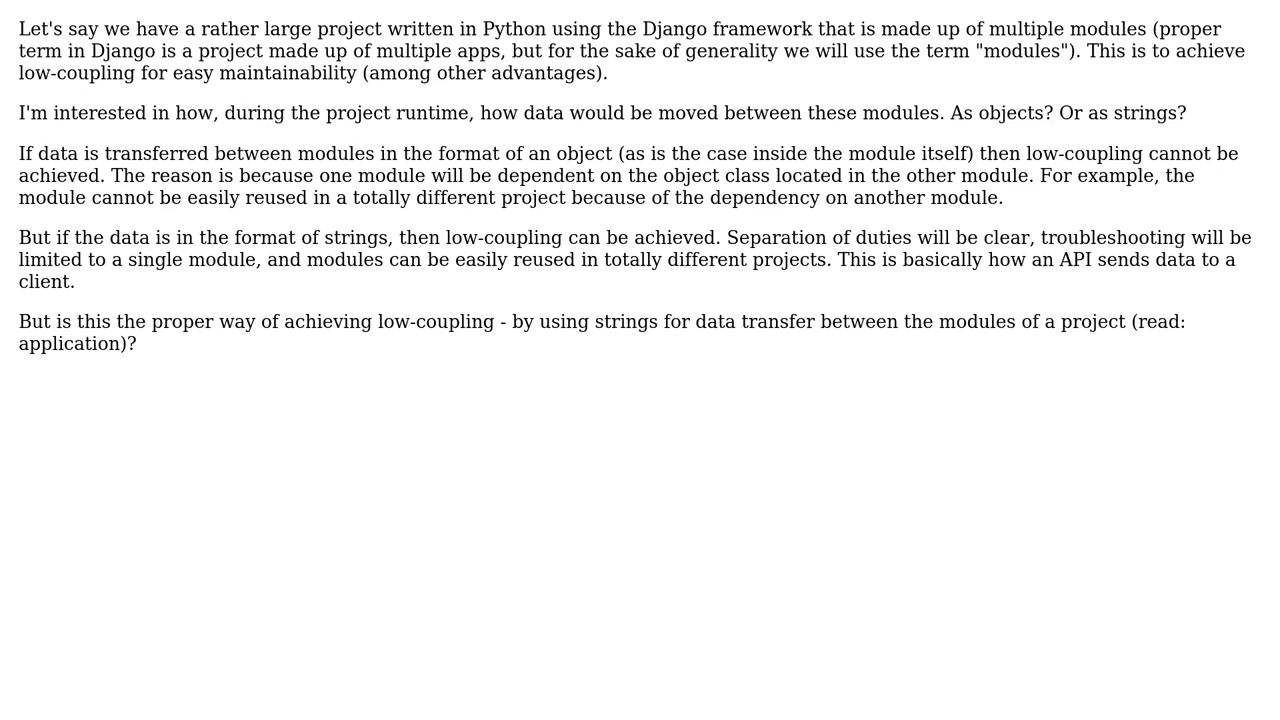 Let's say we have a rather large project written in Python using the Django framework that is made up of multiple modules (proper
term in Django is a project made up of multiple apps, but for the sake of generality we will use the term "modules"). This is to achieve
low-coupling for easy maintainability (among other advantages).
I'm interested in how, during the project runtime, how data would be moved between these modules. As objects? Or as strings?
If data is transferred between modules in the format of an object (as is the case inside the module itself) then low-coupling cannot be
achieved. The reason is because one module will be dependent on the object class located in the other module. For example, the
module cannot be easily reused in a totally different project because of the dependency on another module.
But if the data is in the format of strings, then low-coupling can be achieved. Separation of duties will be clear, troubleshooting will be
limited to a single module, and modules can be easily reused in totally different projects. This is basically how an API sends data to a
client.
But is this the proper way of achieving low-coupling - by using strings for data transfer between the modules of a project (read:
application)?